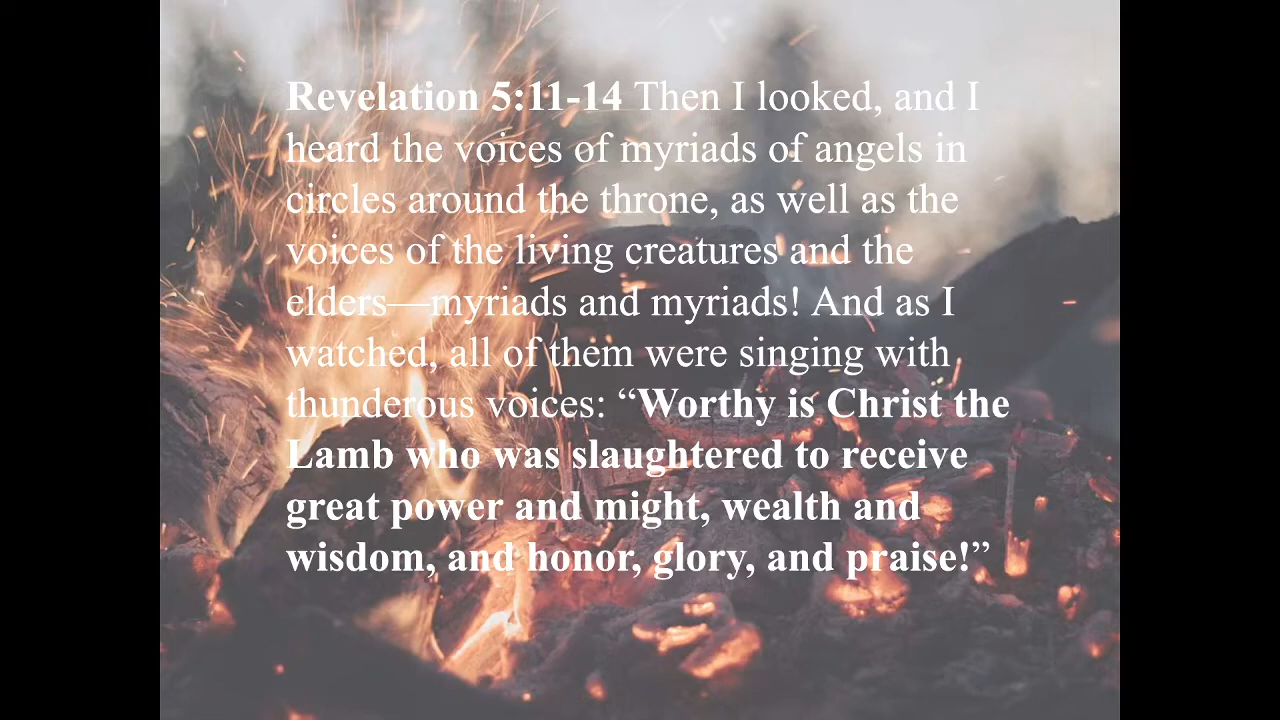 Revelation 5:11-14 Then I looked, and I
heard the voices of myriads of angels in
circles around the throne, as well as the
voices of the living creatures and the
elders—myriads and myriads! And as I
watched, all of them were singing with
thunderous voices: “Worthy is Christ the
Lamb who was slaughtered to receive
great power and might, wealth and
wisdom, and honor, glory, and praise!”